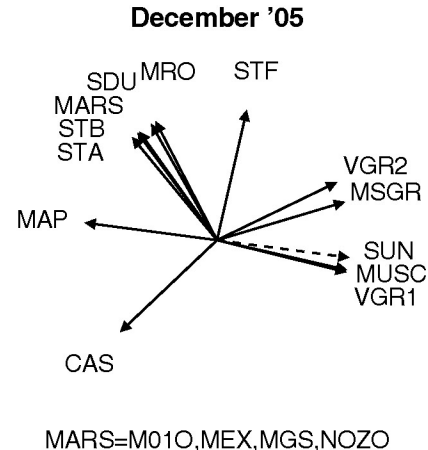 December '05
STF
MRO
SDU
MARS
STB
STA
VGR2
MSGR
MAP
SUN
MUSC
VGR1
CAS
MARS=M01O,MEX,MGS,NOZO